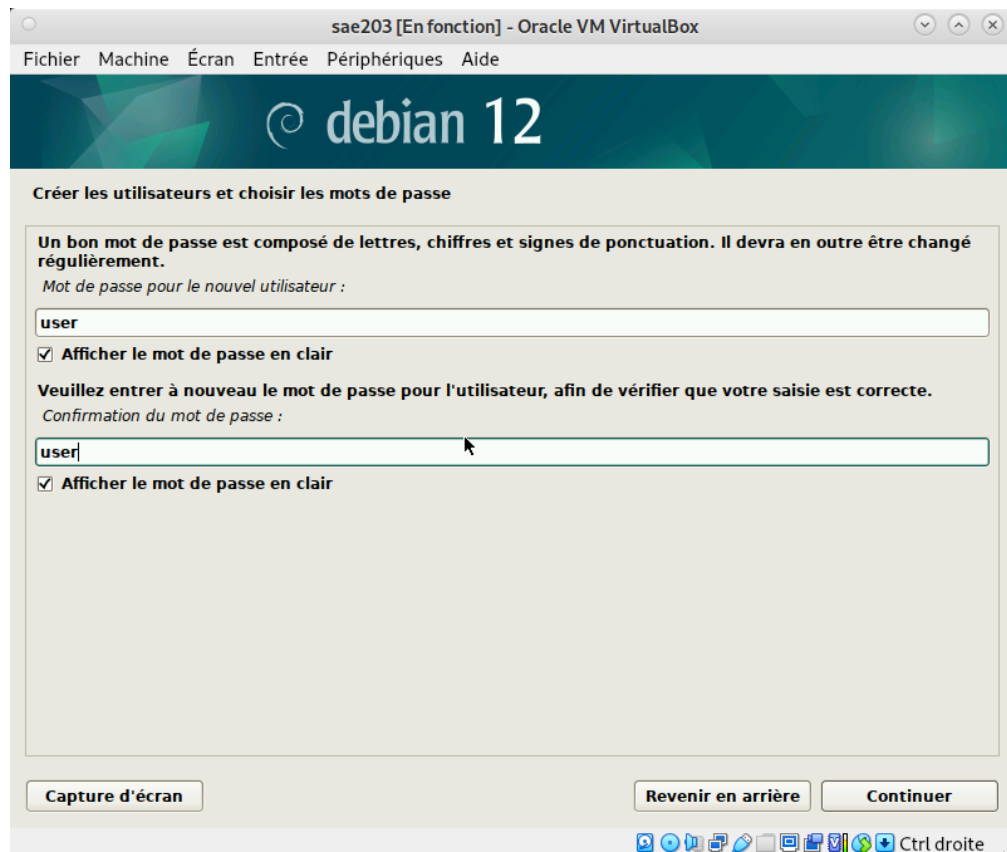 sae203 [En fonction] - Oracle VM VirtualBox
Fichier Machine Écran Entrée Périphériques Aide
debian 12
Créer les utilisateurs et choisir les mots de passe
Un bon mot de passe est composé de lettres, chiffres et signes de ponctuation. Il devra en outre être changé
régulièrement.
Mot de passe pour le nouvel utilisateur :
user
Afficher le mot de passe en clair
Veuillez entrer à nouveau le mot de passe pour l'utilisateur, afin de vérifier que votre saisie est correcte.
Confirmation du mot de passe :
user
Afficher le mot de passe en clair
Capture d'écran Revenir en arrière Continuer
Ctrl droite